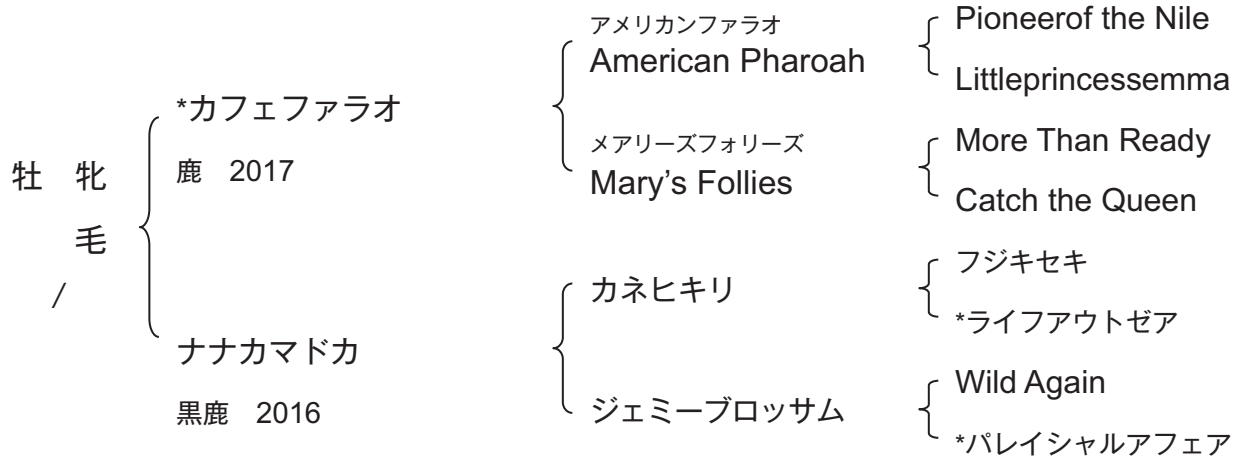 牡 牝
毛
/
*カフェファラオ
鹿 2017
ナナカマドカ
黒鹿 2016
アメリカンファラオ
American Pharoah
メアリーズフォリーズ
Mary’s Follies
カネヒキリ
ジェミーブロッサム
Pioneerof the Nile
Littleprincessemma
More Than Ready
Catch the Queen
フジキセキ
*ライフアウトゼア
Wild Again
*パレイシャルアフェア